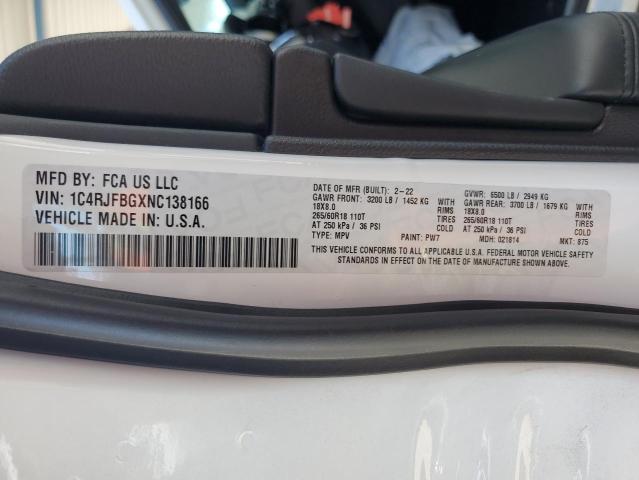 MFD BY: FCA US LLC
VIN: 1C4RJFBGXNC138166
VEHICLE MADE IN: U.S.A.
DATE OF MFR (BUILT): 2-22 GVWR: 6500 LB / 2949 KG
GAWR FRONT: 3200 LB / 1452 KG GAWR REAR: 3700 LB / 1679 KG
18X8.0 RIMS 18X8.0 RIMS
265/60R18 110T TIRES 265/60R18 110T TIRES
AT 250 kPa / 36 PSI COLD AT 250 kPa / 36 PSI COLD
TYPE: MPV PAINT: PW7 MDH: 021814 MKT: 875
THIS VEHICLE CONFORMS TO ALL APPLICABLE U.S.A. FEDERAL MOTOR VEHICLE SAFETY
STANDARDS IN EFFECT ON THE DATE OF MANUFACTURE SHOWN ABOVE.